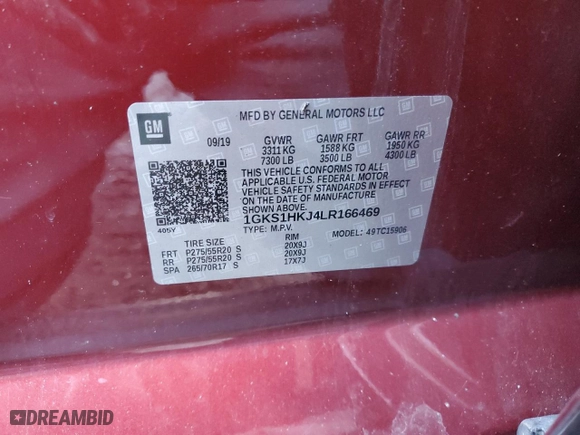 MFD BY GENERAL MOTORS LLC
GM
09/19 GVWR GAWR FRT GAWR RR
3311 KG 1588 KG 1950 KG
7300 LB 3500 LB 4300 LB
THIS VEHICLE CONFORMS TO ALL
APPLICABLE U.S. FEDERAL MOTOR
VEHICLE SAFETY STANDARDS IN EFFECT
ON THE DATE OF MANUFACTURE
SHOWN ABOVE.
1GKS1HKJ4LR166469
405Y TYPE: M.P.V. MODEL: 49TC15906
TIRE SIZE RIM
FRT P275/55R20 S 20X9J
RR P275/55R20 S 20X9J
SPA 265/70R17 S 17X7J
DREAMBID